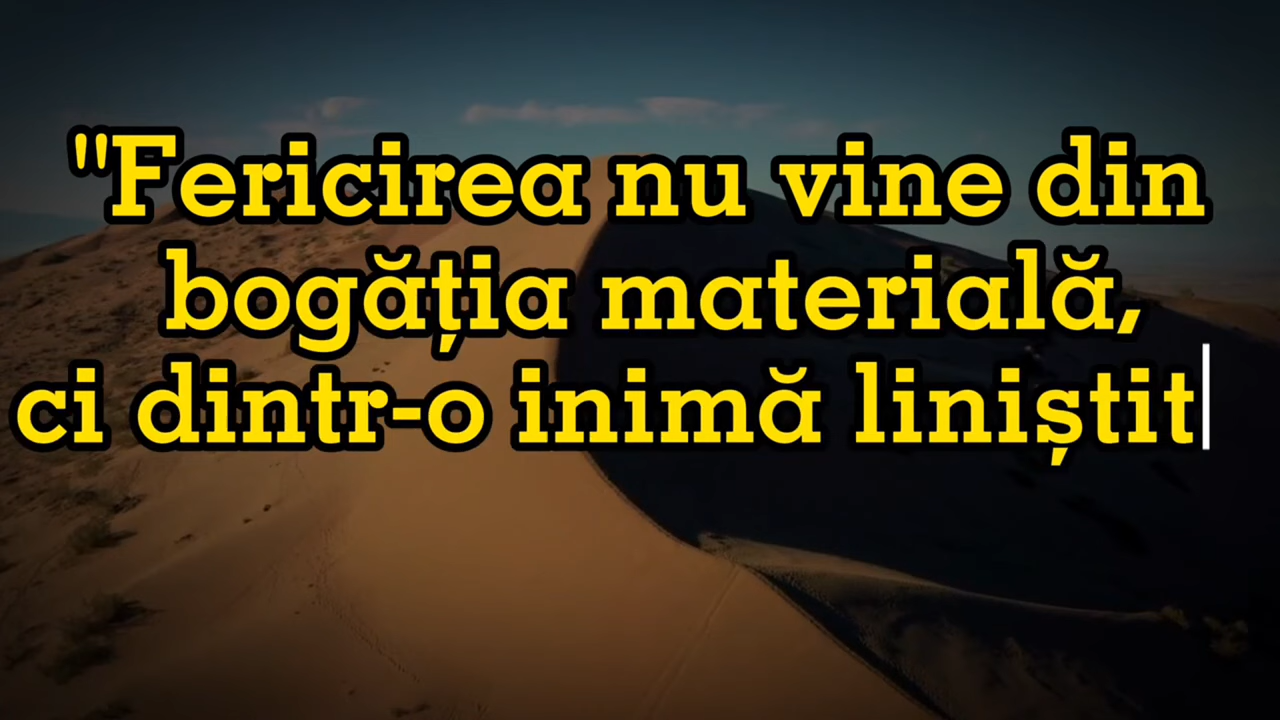 "Fericirea nu vine din
bogăția materială,
ci dintr-o inimă liniștit